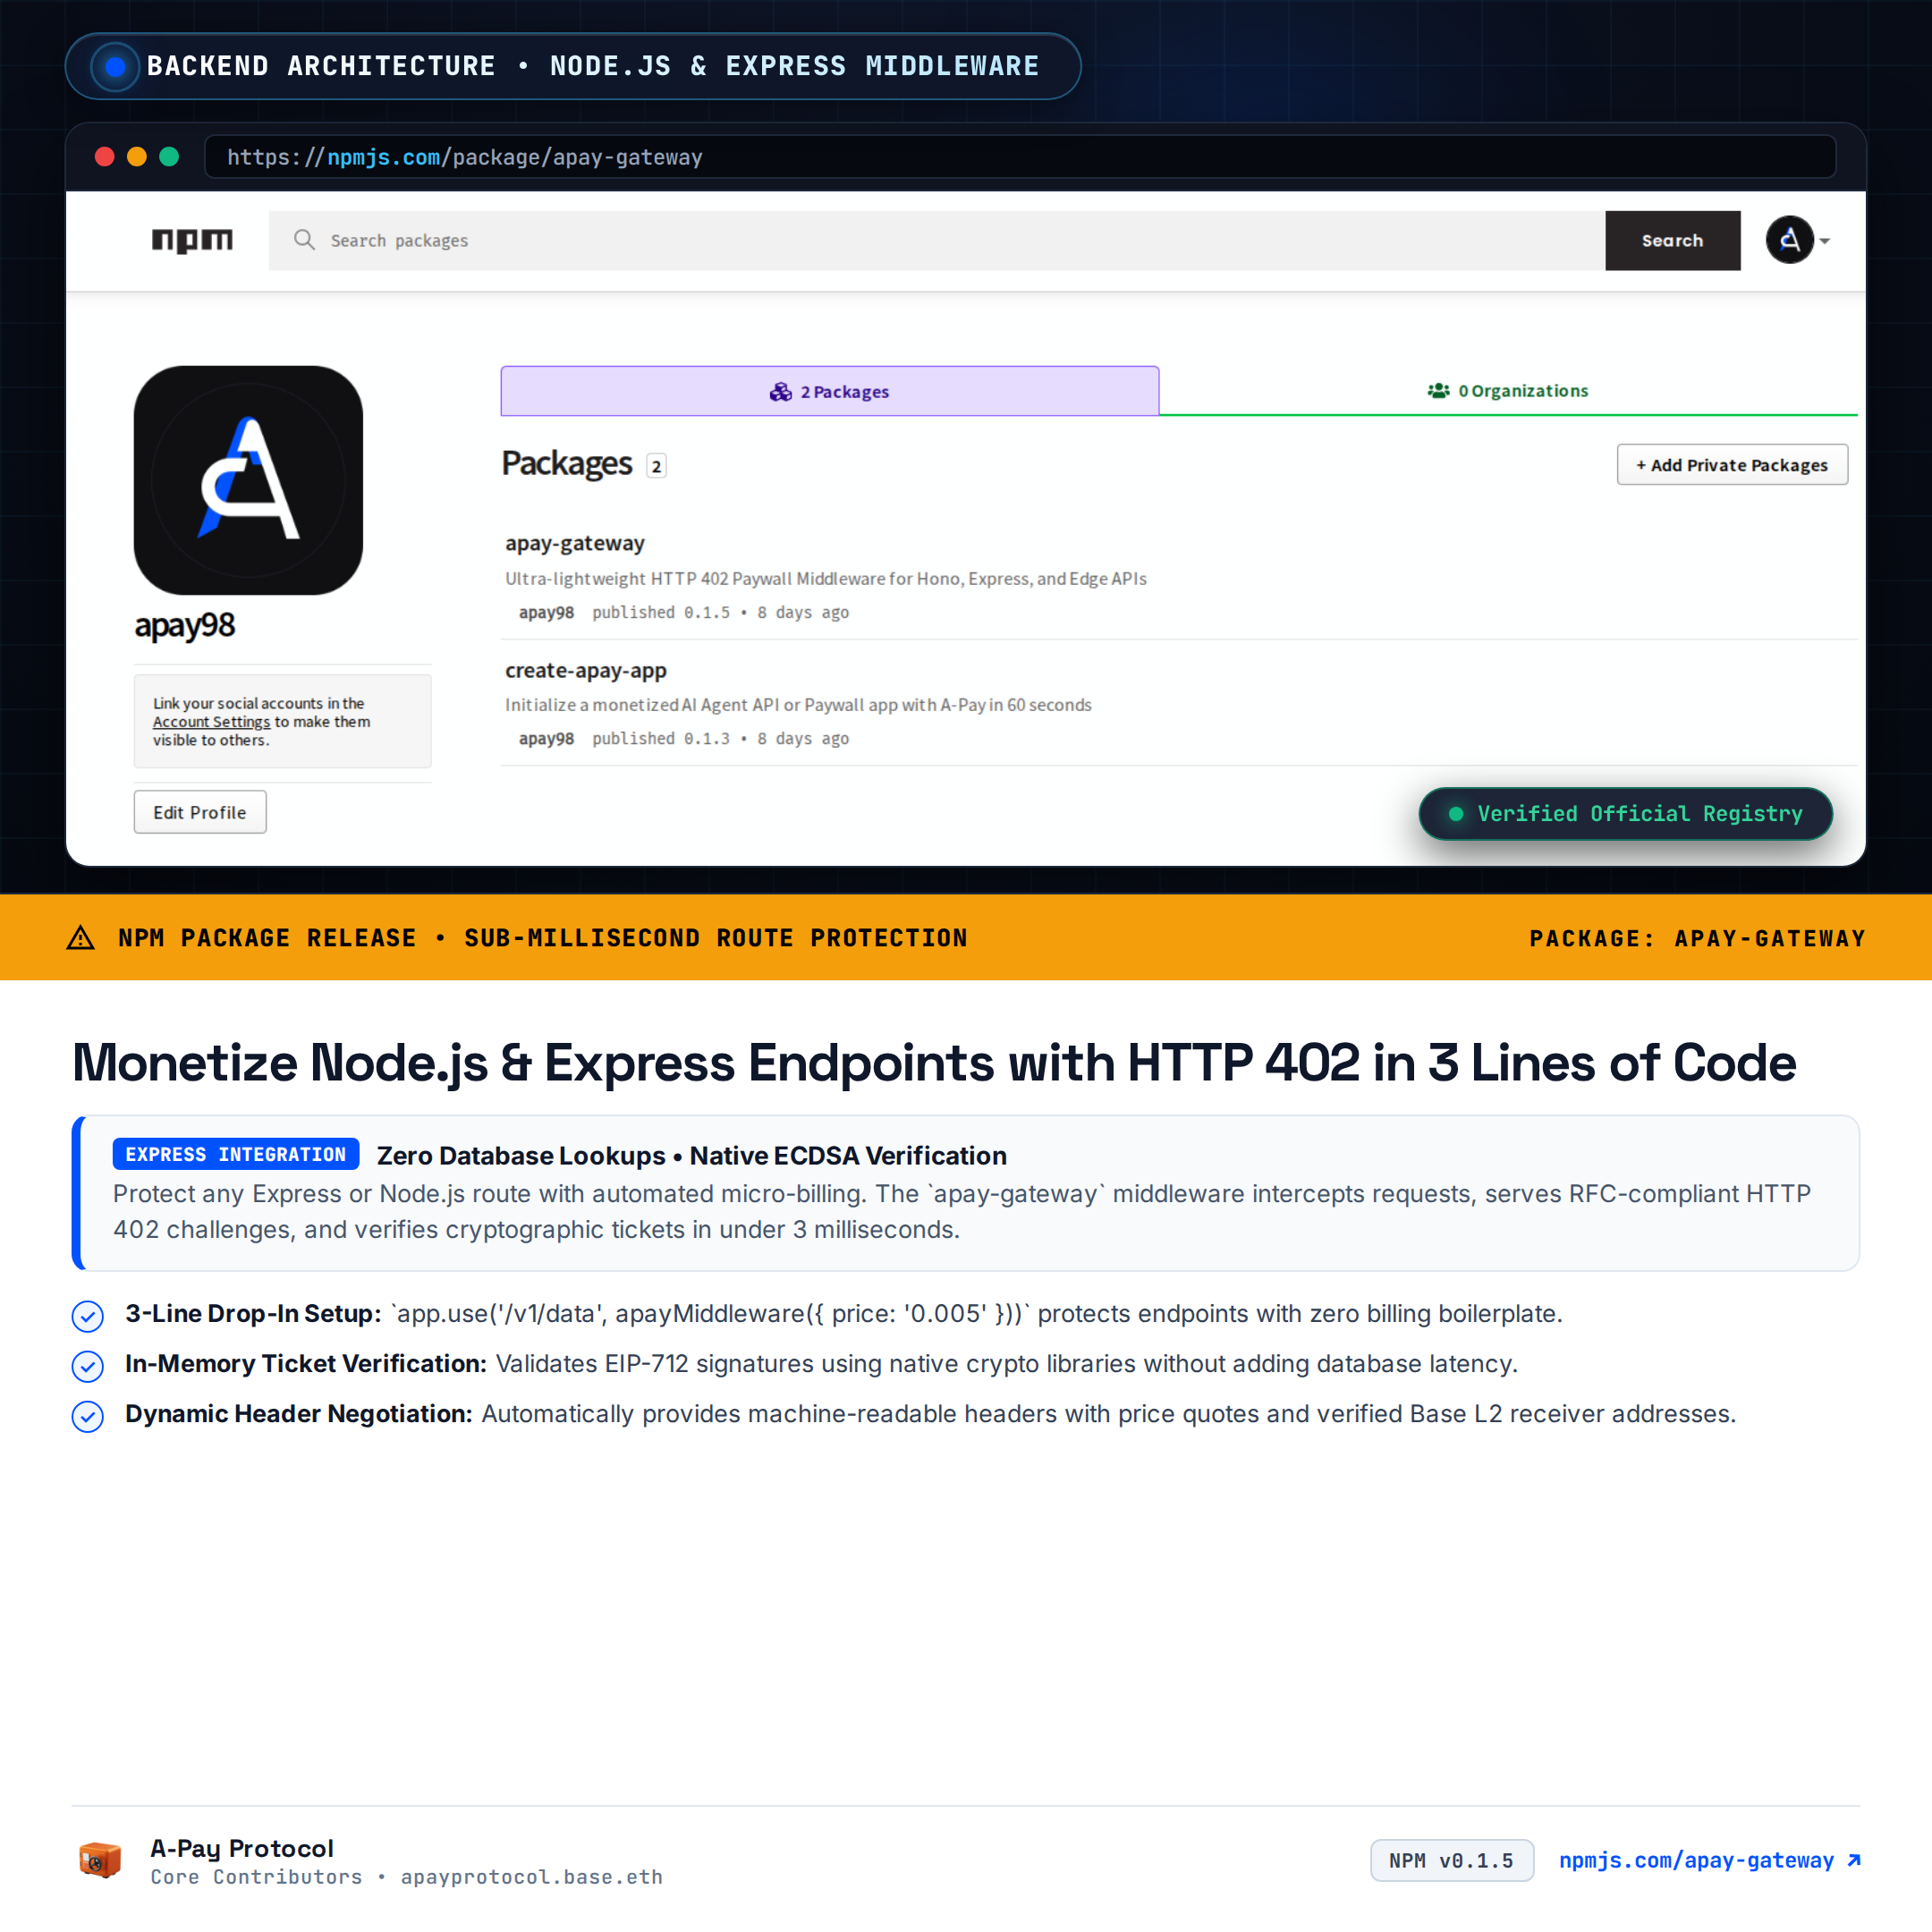 BACKEND ARCHITECTURE • NODE.JS & EXPRESS MIDDLEWARE
https://npmjs.com/package/apay-gateway
npm
Search packages
Search
2 Packages
0 Organizations
Packages 2
+ Add Private Packages
apay-gateway
Ultra-lightweight HTTP 402 Paywall Middleware for Hono, Express, and Edge APIs
apay98 published 0.1.5 • 8 days ago
apay98
create-apay-app
Initialize a monetized AI Agent API or Paywall app with A-Pay in 60 seconds
apay98 published 0.1.3 • 8 days ago
Link your social accounts in the
Account Settings to make them
visible to others.
Edit Profile
Verified Official Registry
NPM PACKAGE RELEASE • SUB-MILLISECOND ROUTE PROTECTION
PACKAGE: APAY-GATEWAY
Monetize Node.js & Express Endpoints with HTTP 402 in 3 Lines of Code
EXPRESS INTEGRATION Zero Database Lookups • Native ECDSA Verification
Protect any Express or Node.js route with automated micro-billing. The `apay-gateway` middleware intercepts requests, serves RFC-compliant HTTP
402 challenges, and verifies cryptographic tickets in under 3 milliseconds.
3-Line Drop-In Setup: `app.use('/v1/data', apayMiddleware({ price: '0.005' }))` protects endpoints with zero billing boilerplate.
In-Memory Ticket Verification: Validates EIP-712 signatures using native crypto libraries without adding database latency.
Dynamic Header Negotiation: Automatically provides machine-readable headers with price quotes and verified Base L2 receiver addresses.
A-Pay Protocol
Core Contributors • apayprotocol.base.eth
NPM v0.1.5
npmjs.com/apay-gateway ↗